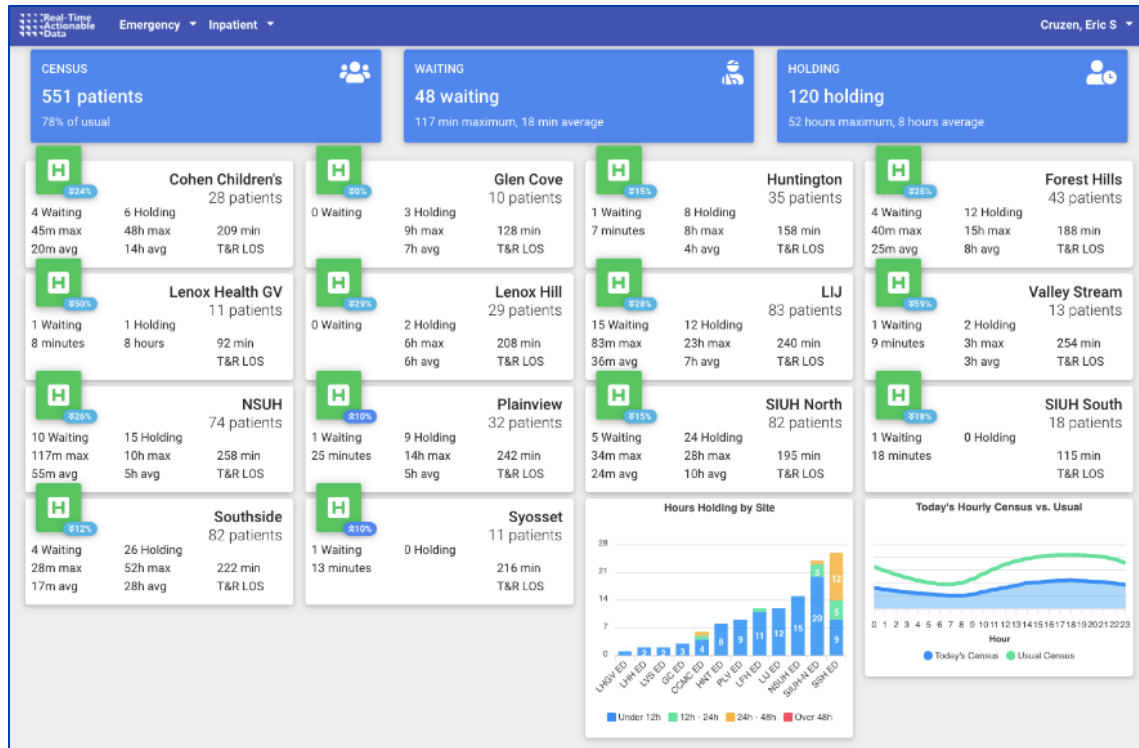 Real-Time
Actionable
Data
Emergency
Inpatient
Cruzen, Eric S
CENSUS
551 patients
78% of usual
WAITING
48 waiting
117 min maximum, 18 min average
HOLDING
120 holding
52 hours maximum, 8 hours average
24%
Cohen Children's
28 patients
4 Waiting 6 Holding
45m max 48h max 209 min
20m avg 14h avg T&R LOS
0%
Glen Cove
10 patients
0 Waiting 3 Holding
9h max 128 min
7h avg T&R LOS
15%
Huntington
35 patients
1 Waiting 8 Holding
7 minutes 8h max 158 min
4h avg T&R LOS
25%
Forest Hills
43 patients
4 Waiting 12 Holding
40m max 15h max 188 min
25m avg 8h avg T&R LOS
50%
Lenox Health GV
11 patients
1 Waiting 1 Holding
8 minutes 8 hours 92 min
T&R LOS
29%
Lenox Hill
29 patients
0 Waiting 2 Holding
6h max 208 min
6h avg T&R LOS
28%
LIJ
83 patients
15 Waiting 12 Holding
83m max 23h max 240 min
36m avg 7h avg T&R LOS
59%
Valley Stream
13 patients
1 Waiting 2 Holding
9 minutes 3h max 254 min
3h avg T&R LOS
26%
NSUH
74 patients
10 Waiting 15 Holding
117m max 10h max 258 min
55m avg 5h avg T&R LOS
10%
Plainview
32 patients
1 Waiting 9 Holding
25 minutes 14h max 242 min
5h avg T&R LOS
15%
SIUH North
82 patients
5 Waiting 24 Holding
34m max 28h max 195 min
24m avg 10h avg T&R LOS
18%
SIUH South
18 patients
1 Waiting 0 Holding
18 minutes 115 min
T&R LOS
12%
Southside
82 patients
4 Waiting 26 Holding
28m max 52h max 222 min
17m avg 28h avg T&R LOS
10%
Syosset
11 patients
1 Waiting 0 Holding
13 minutes 216 min
T&R LOS
Hours Holding by Site
28
21
14
7
0
2 2 3 4 8 9 11 12 15 20 3 9 5 12
LHGV ED LHH ED LVS ED GC ED CCMC ED HNT ED PLV ED LFH ED LIJ ED NSUH ED SIUH-N ED SSH ED
Under 12h 12h - 24h 24h - 48h Over 48h
Today's Hourly Census vs. Usual
0 1 2 3 4 5 6 7 8 9 10 11 12 13 14 15 16 17 18 19 20 21 22 23
Hour
Today's Census Usual Census